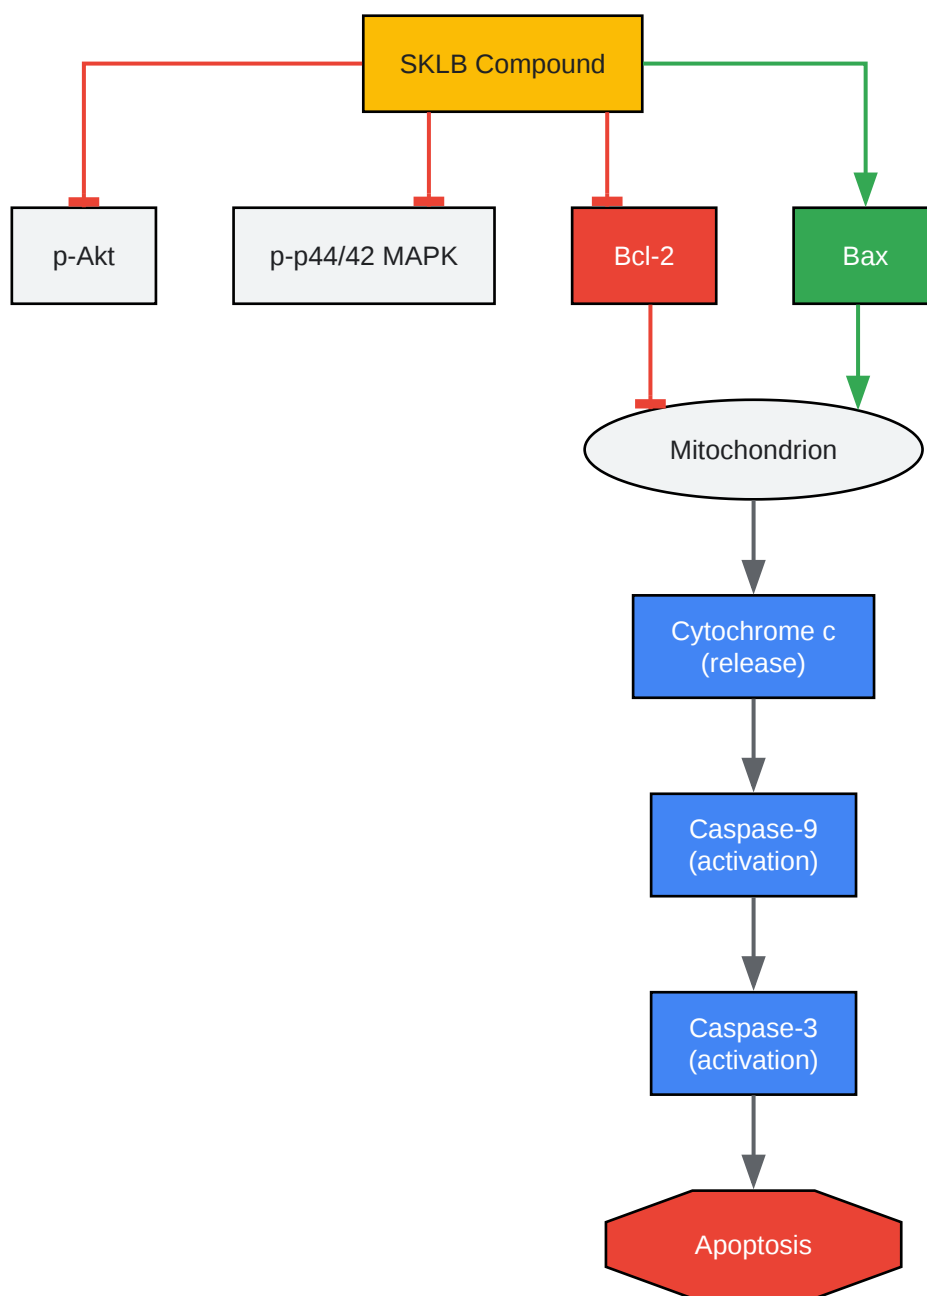 SKLB Compound
p-Akt
p-p44/42 MAPK
Bcl-2
Bax
Mitochondrion
Cytochrome c
(release)
Caspase-9
(activation)
Caspase-3
(activation)
Apoptosis